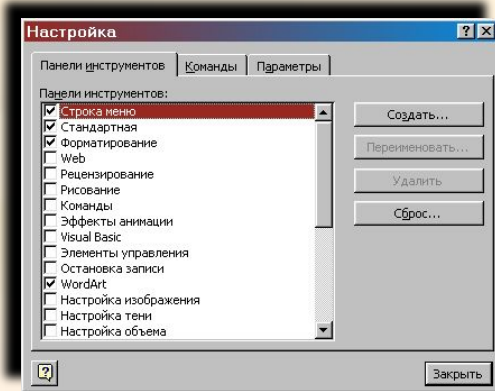 Настройка
Панели инструментов Команды Параметры
Панели инструментов:
Строка меню
Стандартная
Форматирование
Web
Рецензирование
Рисование
Команды
Эффекты анимации
Visual Basic
Элементы управления
Остановка записи
WordArt
Настройка изображения
Настройка тени
Настройка объема
Создать...
Переименовать...
Удалить
Сброс...
Закрыть